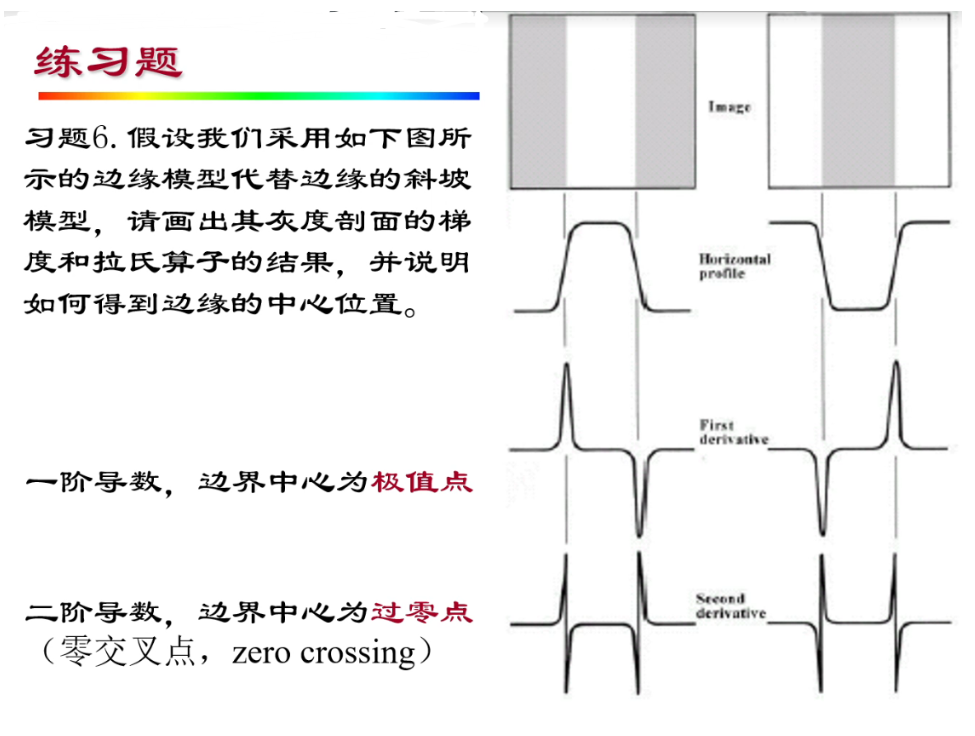 练习题
习题6. 假设我们采用如下图所
示的边缘模型代替边缘的斜坡
模型，请画出其灰度剖面的梯
度和拉氏算子的结果，并说明
如何得到边缘的中心位置。
一阶导数，边界中心为极值点
二阶导数，边界中心为过零点
（零交叉点，zero crossing）
Image
Horizontal
profile
First
derivative
Second
derivative